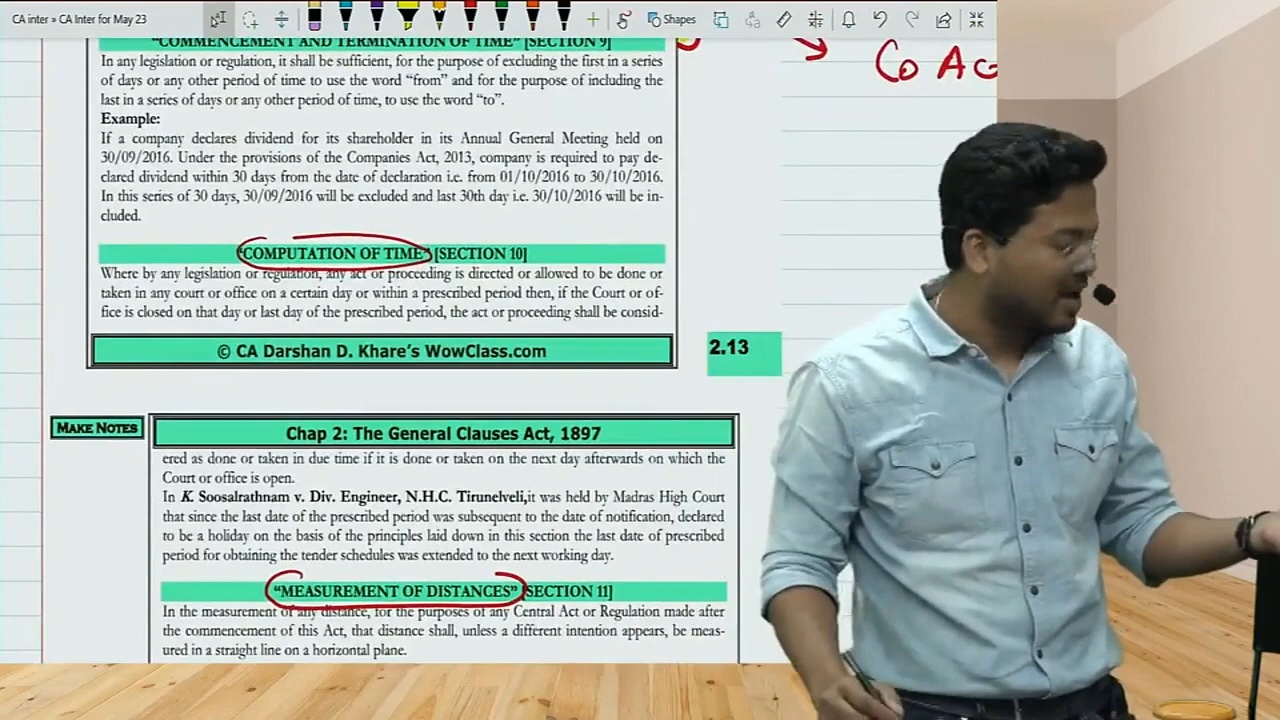 CA inter » CA Inter for May 23
Shapes
"COMMENCEMENT AND TERMINATION OF TIME" [SECTION 9]
In any legislation or regulation, it shall be sufficient, for the purpose of excluding the first in a series
of days or any other period of time to use the word "from" and for the purpose of including the
last in a series of days or any other period of time, to use the word "to".
Example:
If a company declares dividend for its shareholder in its Annual General Meeting held on
30/09/2016. Under the provisions of the Companies Act, 2013, company is required to pay de-
clared dividend within 30 days from the date of declaration i.e. from 01/10/2016 to 30/10/2016.
In this series of 30 days, 30/09/2016 will be excluded and last 30th day i.e. 30/10/2016 will be in-
cluded.
"COMPUTATION OF TIME" [SECTION 10]
Where by any legislation or regulation, any act or proceeding is directed or allowed to be done or
taken in any court or office on a certain day or within a prescribed period then, if the Court or of-
fice is closed on that day or last day of the prescribed period, the act or proceeding shall be consid-
© CA Darshan D. Khare's WowClass.com
2.13
Co Ac
MAKE NOTES
Chap 2: The General Clauses Act, 1897
ered as done or taken in due time if it is done or taken on the next day afterwards on which the
Court or office is open.
In K. Soosalrathnam v. Div. Engineer, N.H.C. Tirunelveli,it was held by Madras High Court
that since the last date of the prescribed period was subsequent to the date of notification, declared
to be a holiday on the basis of the principles laid down in this section the last date of prescribed
period for obtaining the tender schedules was extended to the next working day.
"MEASUREMENT OF DISTANCES" [SECTION 11]
In the measurement of any distance, for the purposes of any Central Act or Regulation made after
the commencement of this Act, that distance shall, unless a different intention appears, be meas-
ured in a straight line on a horizontal plane.